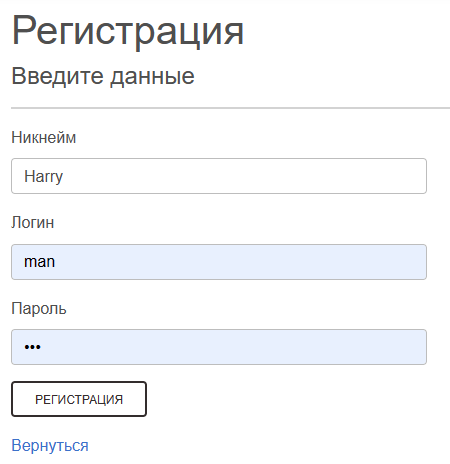 Регистрация
Введите данные
Никнейм
Harry
Логин
man
Пароль
•••
РЕГИСТРАЦИЯ
Вернуться